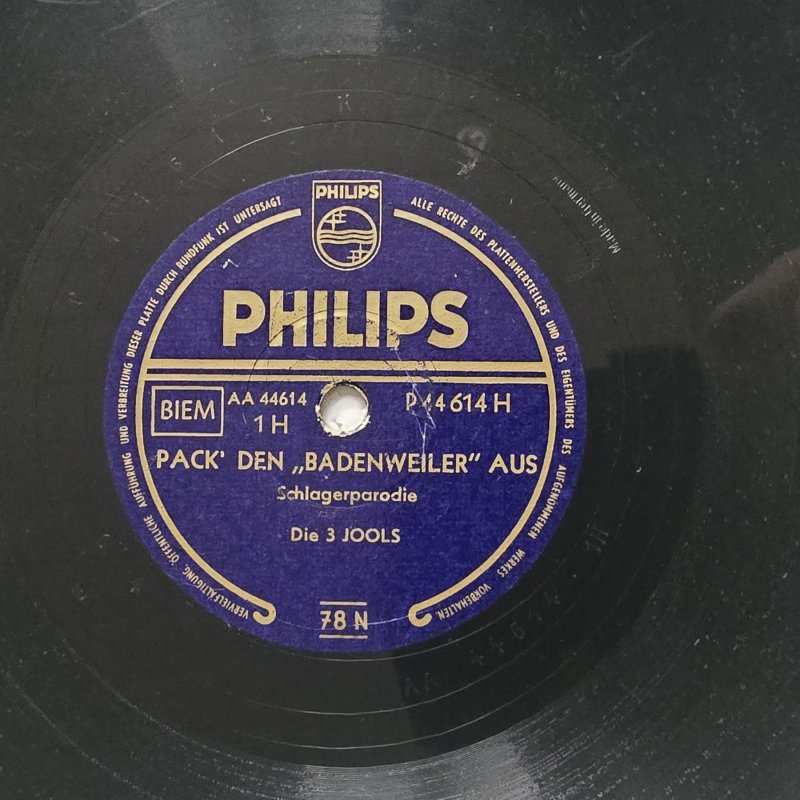 PHILIPS
PHILIPS
BIEM
AA 44614
1 H
P 44614 H
PACK' DEN „BADENWEILER" AUS
Schlagerparodie
Die 3 JOOLS
78 N
ALLE RECHTE DES PLATTENHERSTELLERS UND DES EIGENTÜMERS DES AUFGENOMMENEN WERKES VORBEHALTEN.
VERVIELFÄLTIGUNG, ÖFFENTLICHE AUFFÜHRUNG UND VERBREITUNG DIESER PLATTE DURCH RUNDFUNK IST UNTERSAGT
AA 44614